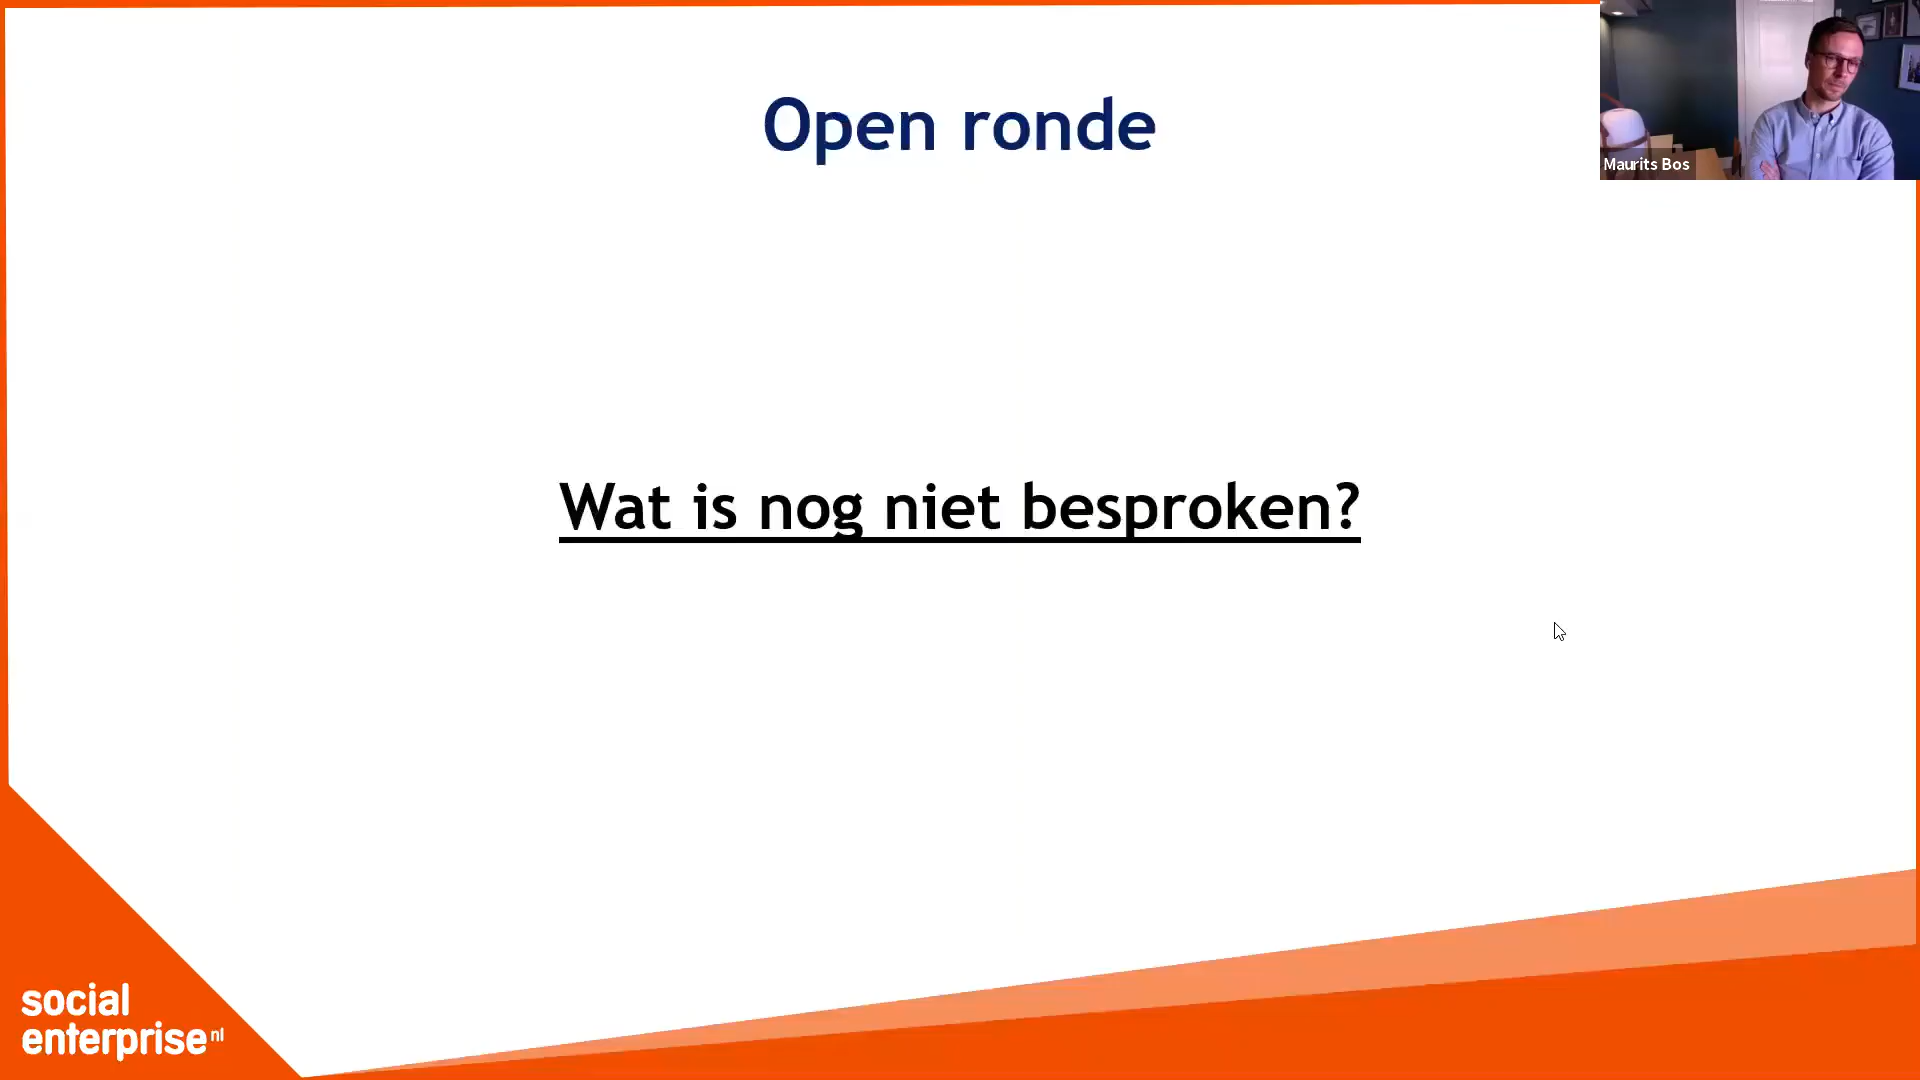 Open ronde
Maurits Bos
Wat is nog niet besproken?
social
enterprise nl